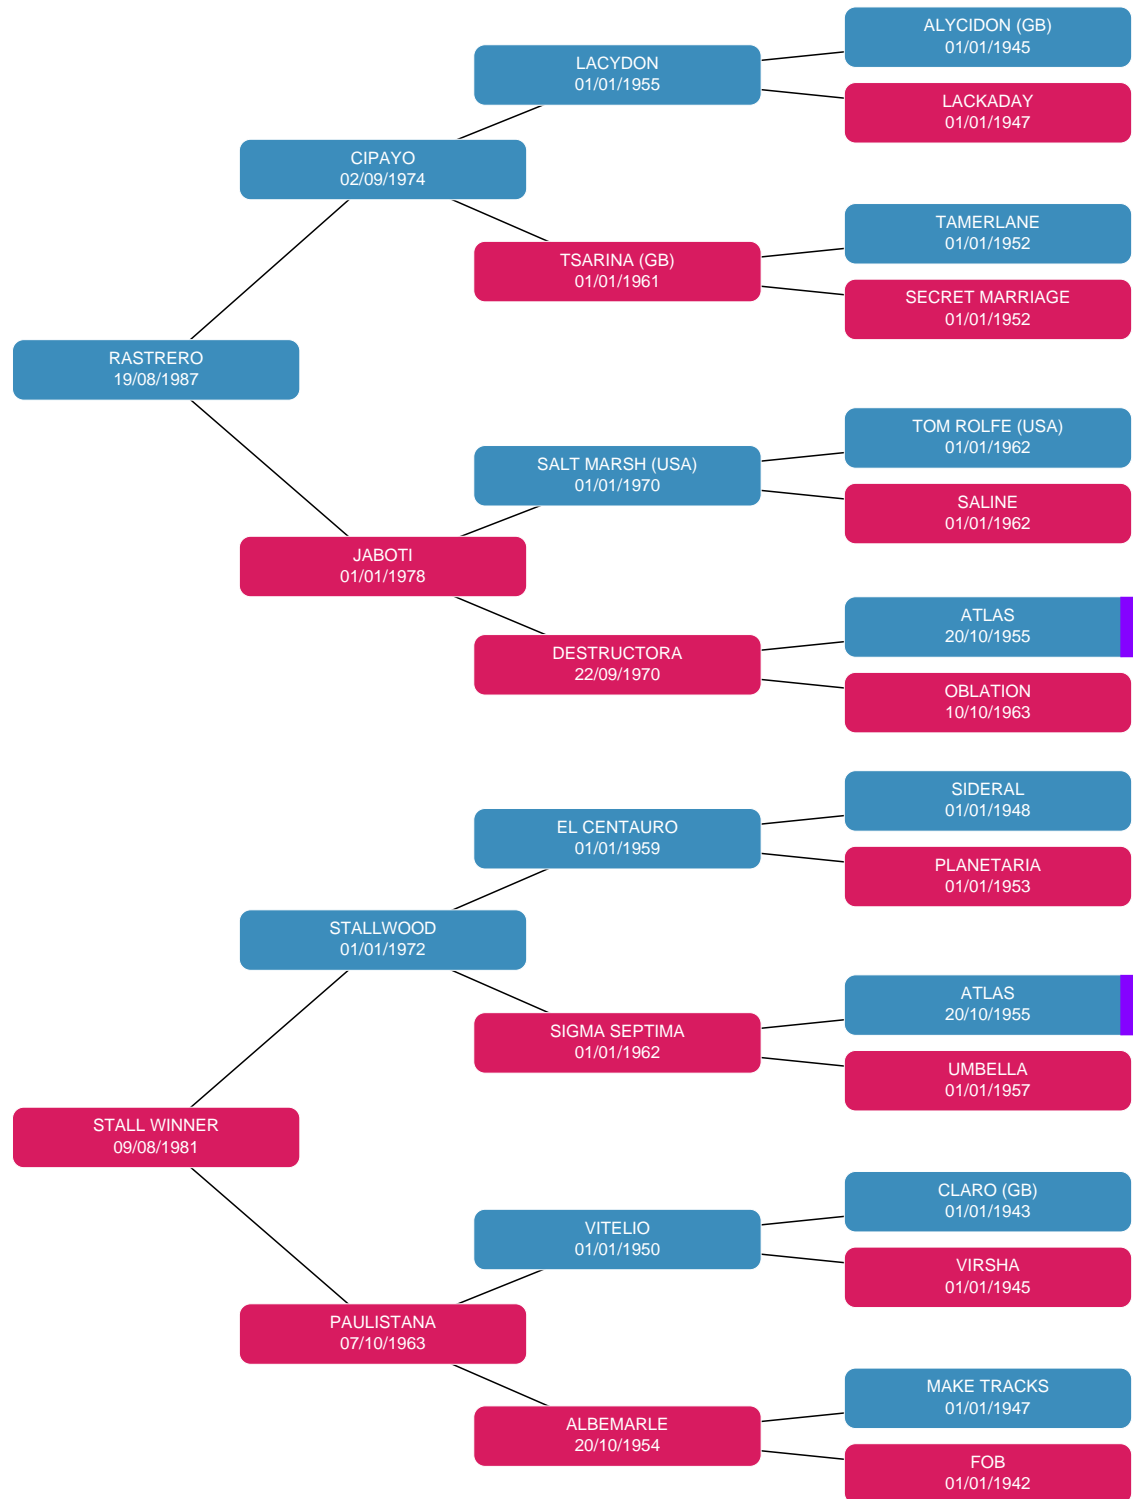 ALYCIDON (GB)
01/01/1945
LACYDON
01/01/1955
LACKADAY
01/01/1947
CIPAYO
02/09/1974
TAMERLANE
01/01/1952
TSARINA (GB)
01/01/1961
SECRET MARRIAGE
01/01/1952
RASTRERO
19/08/1987
TOM ROLFE (USA)
01/01/1962
SALT MARSH (USA)
01/01/1970
SALINE
01/01/1962
JABOTI
01/01/1978
ATLAS
20/10/1955
DESTRUCTORA
22/09/1970
OBLATION
10/10/1963
SIDERAL
01/01/1948
EL CENTAURO
01/01/1959
PLANETARIA
01/01/1953
STALLWOOD
01/01/1972
ATLAS
20/10/1955
SIGMA SEPTIMA
01/01/1962
UMBELLA
01/01/1957
STALL WINNER
09/08/1981
CLARO (GB)
01/01/1943
VITELIO
01/01/1950
VIRSHA
01/01/1945
PAULISTANA
07/10/1963
MAKE TRACKS
01/01/1947
ALBEMARLE
20/10/1954
FOB
01/01/1942